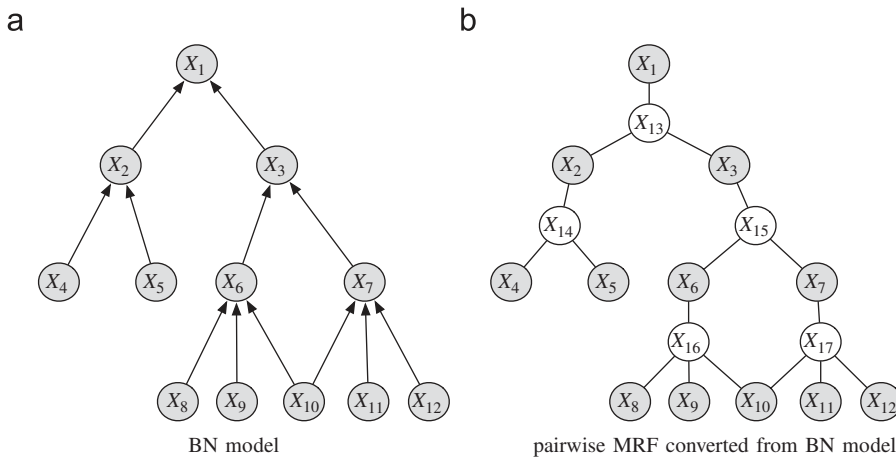 a
b
X1
X1
X13
X2
X3
X2
X3
X14
X15
X4
X5
X6
X7
X4
X5
X6
X7
X16
X17
X8
X9
X10
X11
X12
X8
X9
X10
X11
X12
BN model
pairwise MRF converted from BN model